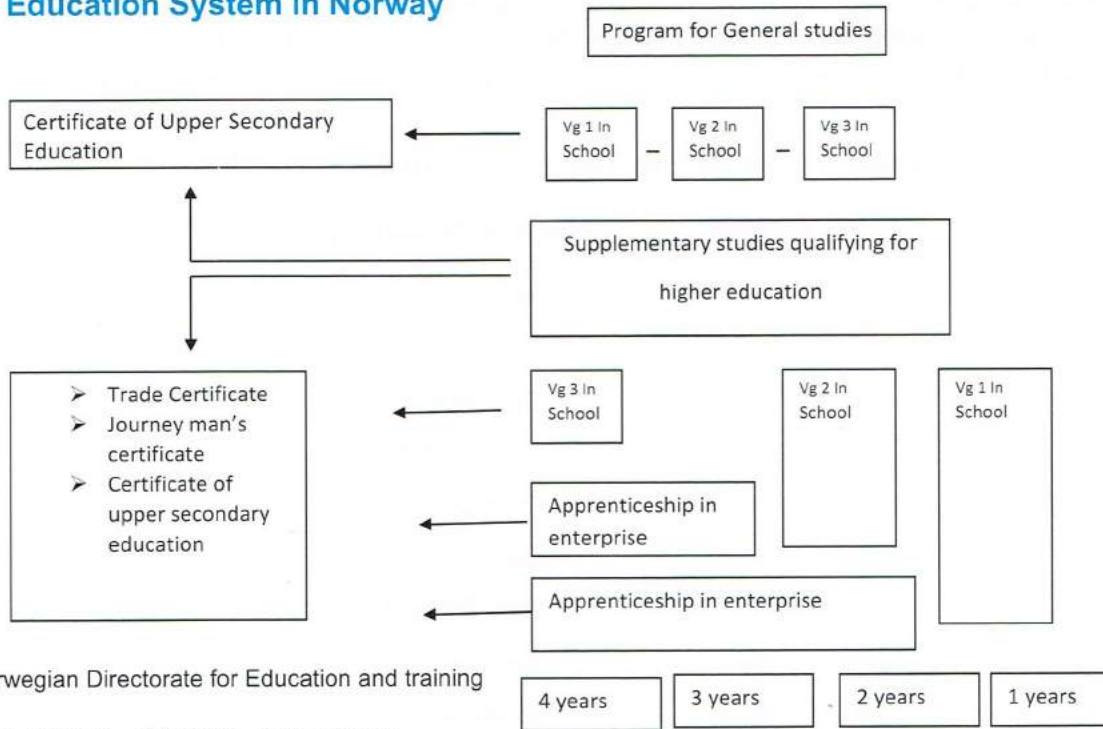 Education System in Norway
Program for General studies
Certificate of Upper Secondary
Education
Vg 1 In
School
–
Vg 2 In
School
–
Vg 3 In
School
Supplementary studies qualifying for
higher education
➢ Trade Certificate
➢ Journey man's
certificate
➢ Certificate of
upper secondary
education
Vg 3 In
School
Vg 2 In
School
Vg 1 In
School
Apprenticeship in
enterprise
Apprenticeship in enterprise
rwegian Directorate for Education and training
4 years
3 years
2 years
1 years